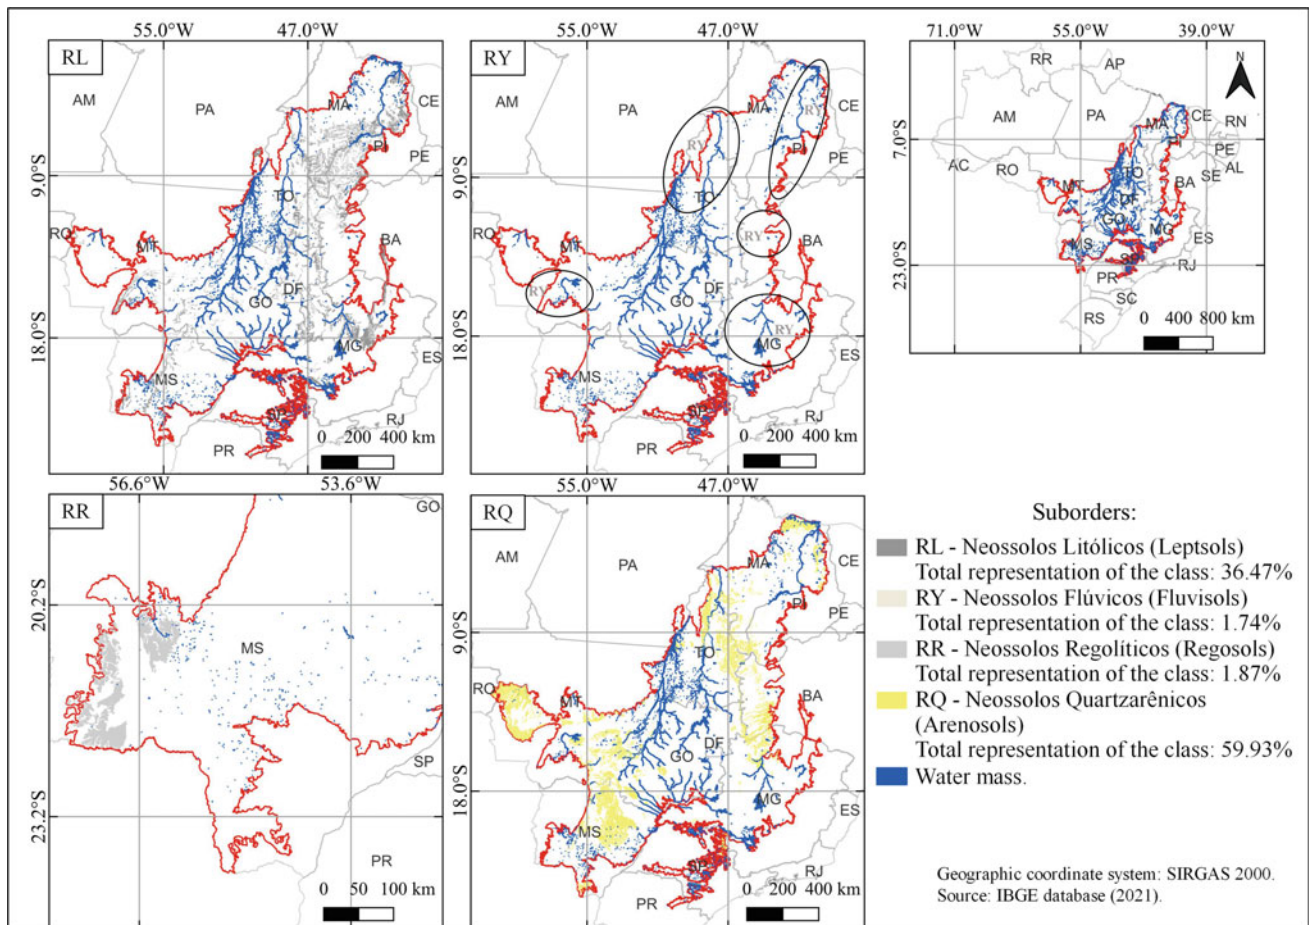 55.0°W 47.0°W
RL
AM
PA
MA
CE
PI
PE
9.0°S
TO
RO
MT
BA
DF
GO
18.0°S
MG
ES
MS
SP
RJ
PR
0 200 400 km
55.0°W 47.0°W
RY
AM
PA
MA
RY
CE
RY
PI
PE
9.0°S
TO
RO
MT
RY
BA
RY
DF
GO
RY
18.0°S
MG
ES
MS
SP
RJ
PR
0 200 400 km
71.0°W 55.0°W 39.0°W
N
RR
AP
AM
PA
MA
CE
RN
7.0°S
PI
PE
AC
RO
TO
AL
SE
MT
BA
DF
GO
MG
ES
MS
SP
23.0°S
RJ
PR
SC
RS
0 400 800 km
56.6°W 53.6°W
RR
GO
20.2°S
MS
SP
23.2°S
PR
0 50 100 km
55.0°W 47.0°W
RQ
AM
PA
MA
CE
PI
PE
9.0°S
TO
RO
MT
BA
DF
GO
18.0°S
MG
ES
MS
SP
RJ
PR
0 200 400 km
Suborders:
RL - Neossolos Litólicos (Leptsols)
Total representation of the class: 36.47%
RY - Neossolos Flúvicos (Fluvisols)
Total representation of the class: 1.74%
RR - Neossolos Regolíticos (Regosols)
Total representation of the class: 1.87%
RQ - Neossolos Quartzarênicos
(Arenosols)
Total representation of the class: 59.93%
Water mass.
Geographic coordinate system: SIRGAS 2000.
Source: IBGE database (2021).